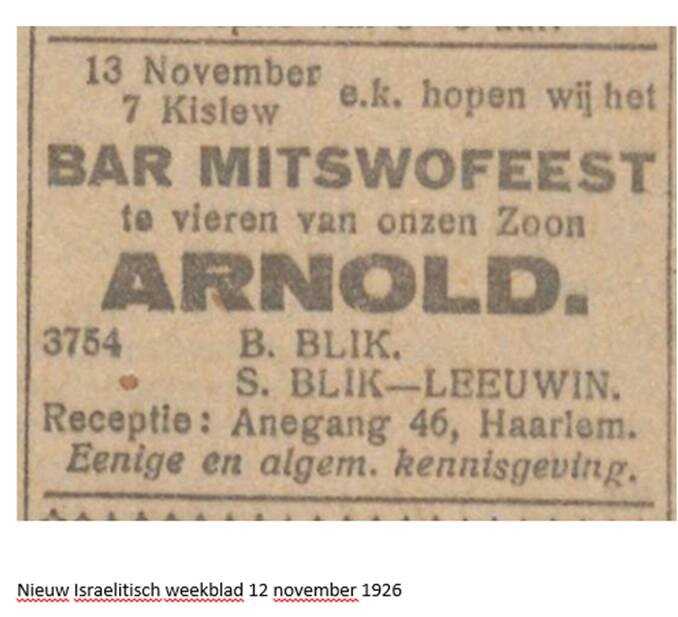 13 November
7 Kislew
e.k. hopen wij het
BAR MITSWOFEEST
te vieren van onzen Zoon
ARNOLD.
3754 B. BLIK.
S. BLIK—LEEUWIN.
Receptie: Anegang 46, Haarlem.
Eenige en algem. kennisgeving.
Nieuw Israelitisch weekblad 12 november 1926